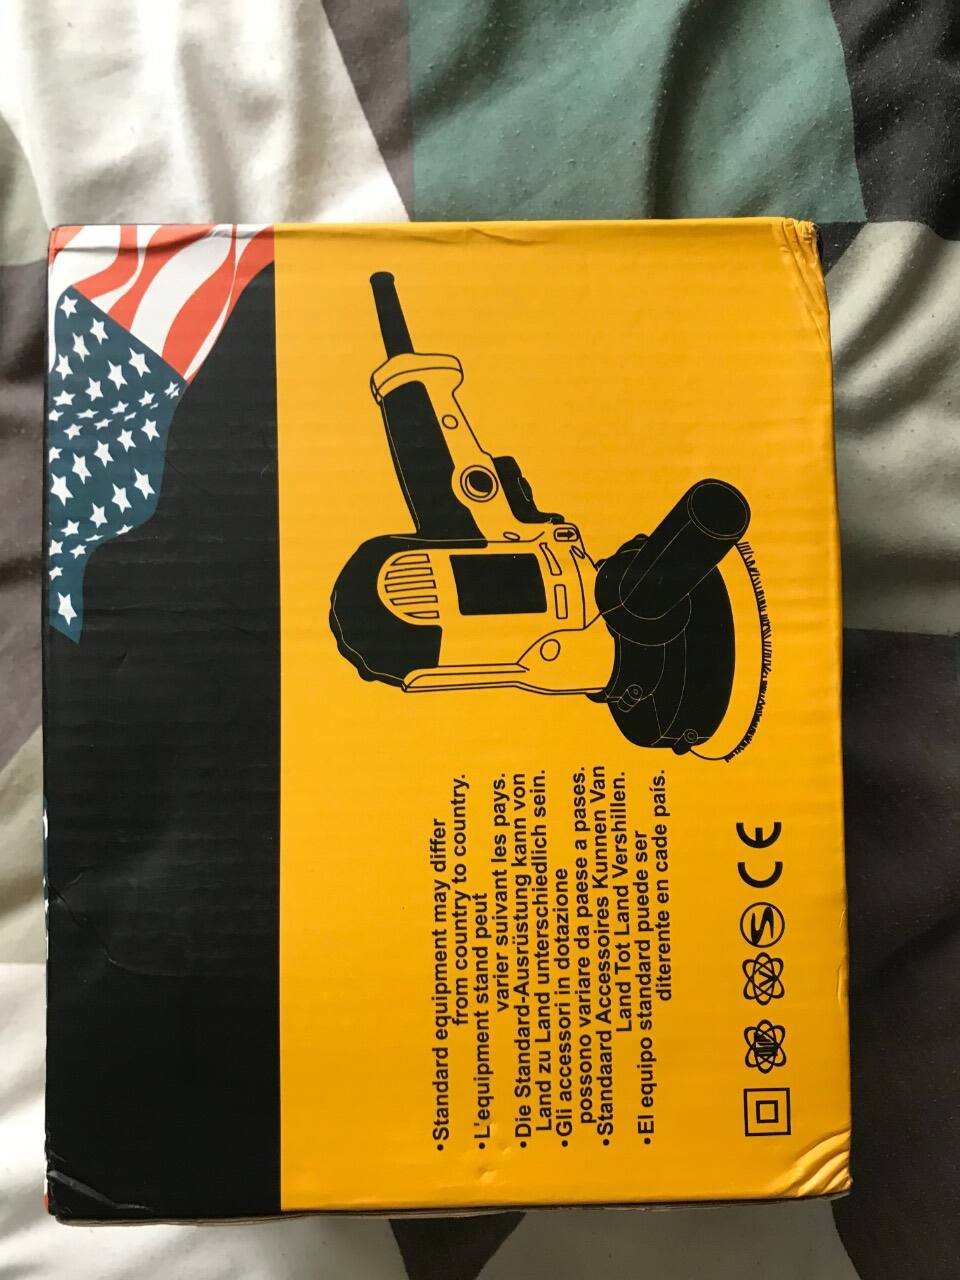 •Standard equipment may differ
from country to country.
•L'equipment stand peut
varier suivant les pays.
•Die Standard-Ausrüstung kann von
Land zu Land unterschiedlich sein.
•Gli accessori in dotazione
possono variare da paese a pases.
•Standaard Accessoires Kunnen Van
Land Tot Land Vershillen.
•El equipo standard puede ser
diterente en cade país.
CE